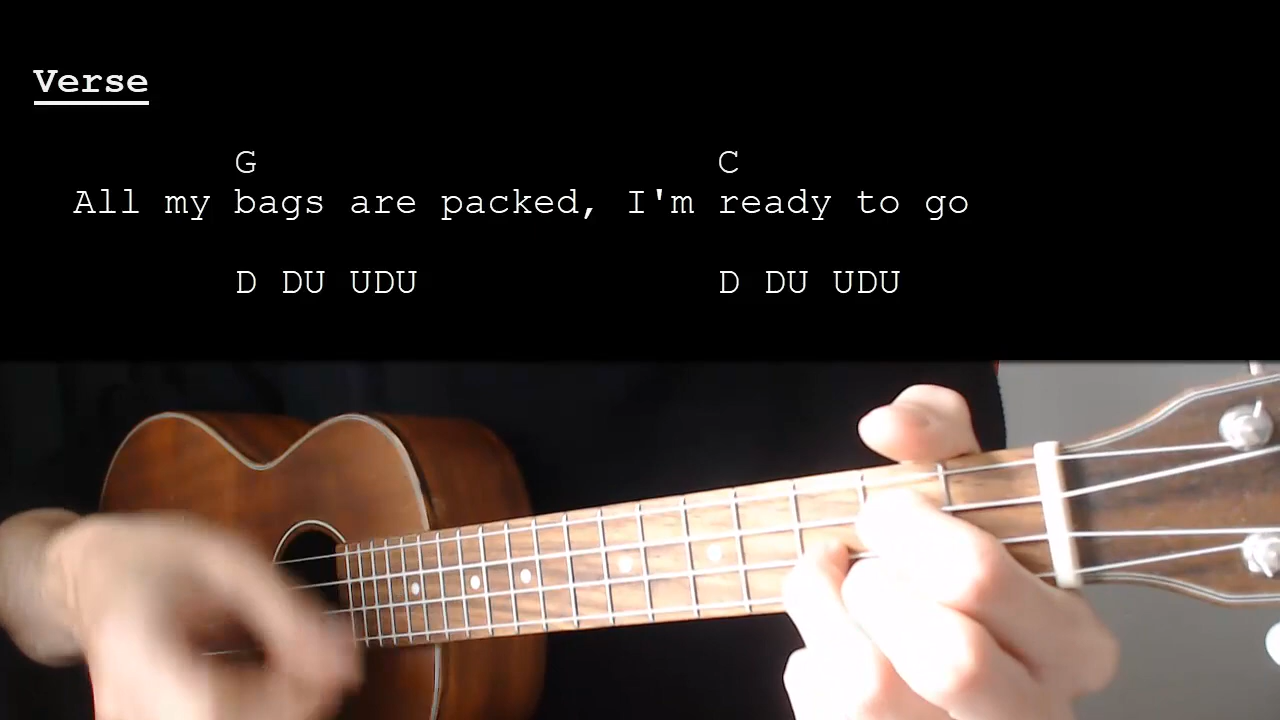 Verse
G C
All my bags are packed, I'm ready to go
D DU UDU D DU UDU